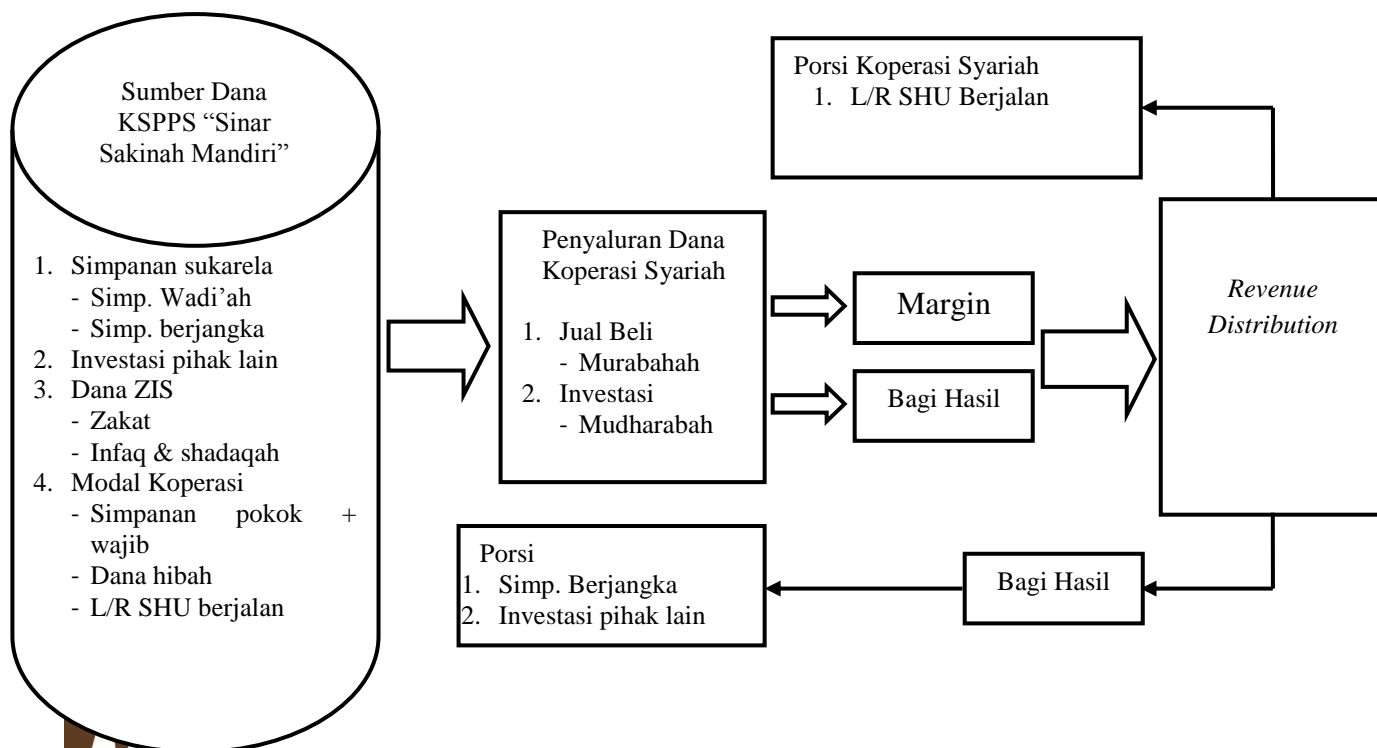 Sumber Dana
KSPPS “Sinar
Sakinah Mandiri”
1. Simpanan sukarela
- Simp. Wadi’ah
- Simp. berjangka
2. Investasi pihak lain
3. Dana ZIS
- Zakat
- Infaq & shadaqah
4. Modal Koperasi
- Simpanan pokok +
wajib
- Dana hibah
- L/R SHU berjalan
Penyaluran Dana
Koperasi Syariah
1. Jual Beli
- Murabahah
2. Investasi
- Mudharabah
Margin
Bagi Hasil
Revenue
Distribution
Porsi Koperasi Syariah
1. L/R SHU Berjalan
Bagi Hasil
Porsi
1. Simp. Berjangka
2. Investasi pihak lain